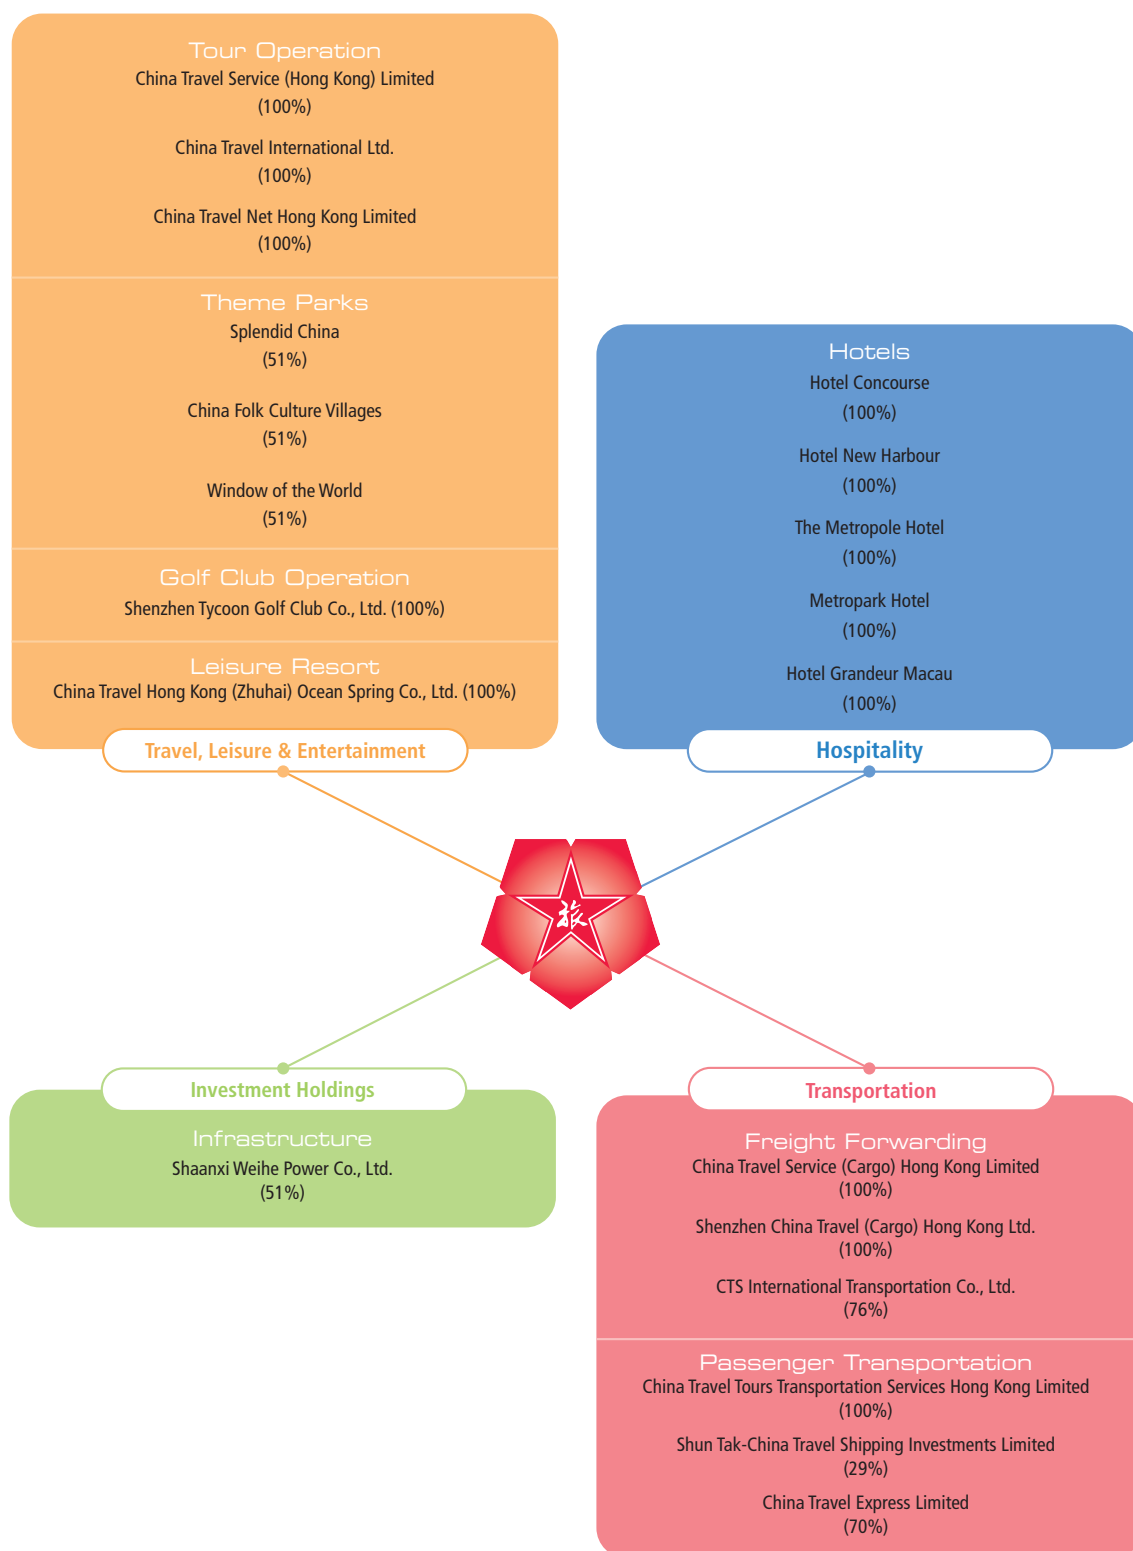 Tour Operation
China Travel Service (Hong Kong) Limited
(100%)
China Travel International Ltd.
(100%)
China Travel Net Hong Kong Limited
(100%)
Theme Parks
Splendid China
(51%)
China Folk Culture Villages
(51%)
Window of the World
(51%)
Golf Club Operation
Shenzhen Tycoon Golf Club Co., Ltd. (100%)
Leisure Resort
China Travel Hong Kong (Zhuhai) Ocean Spring Co., Ltd. (100%)
Travel, Leisure & Entertainment
Hotels
Hotel Concourse
(100%)
Hotel New Harbour
(100%)
The Metropole Hotel
(100%)
Metropark Hotel
(100%)
Hotel Grandeur Macau
(100%)
Hospitality
旅
Investment Holdings
Infrastructure
Shaanxi Weihe Power Co., Ltd.
(51%)
Transportation
Freight Forwarding
China Travel Service (Cargo) Hong Kong Limited
(100%)
Shenzhen China Travel (Cargo) Hong Kong Ltd.
(100%)
CTS International Transportation Co., Ltd.
(76%)
Passenger Transportation
China Travel Tours Transportation Services Hong Kong Limited
(100%)
Shun Tak-China Travel Shipping Investments Limited
(29%)
China Travel Express Limited
(70%)